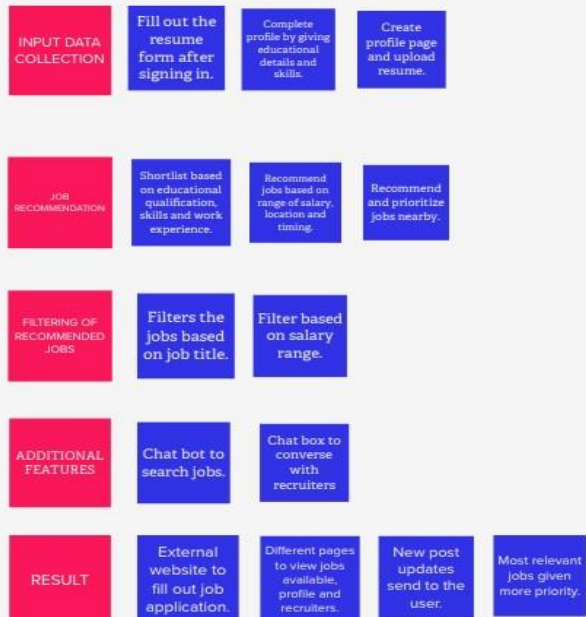 INPUT DATA
COLLECTION
Fill out the
resume
form after
signing in.
Complete
profile by giving
educational
details and
skills.
Create
profile page
and upload
resume.
JOB
RECOMMENDATION
Shortlist based
on educational
qualification,
skills and work
experience.
Recommend
jobs based on
range of salary,
location and
timing.
Recommend
and prioritize
jobs nearby.
FILTERING OF
RECOMMENDED
JOBS
Filters the
jobs based
on job title.
Filter based
on salary
range.
ADDITIONAL
FEATURES
Chat bot to
search jobs.
Chat box to
converse
with
recruiters
RESULT
External
website to
fill out job
application.
Different pages
to view jobs
available,
profile and
recruiters.
New post
updates
send to the
user.
Most relevant
jobs given
more priority.